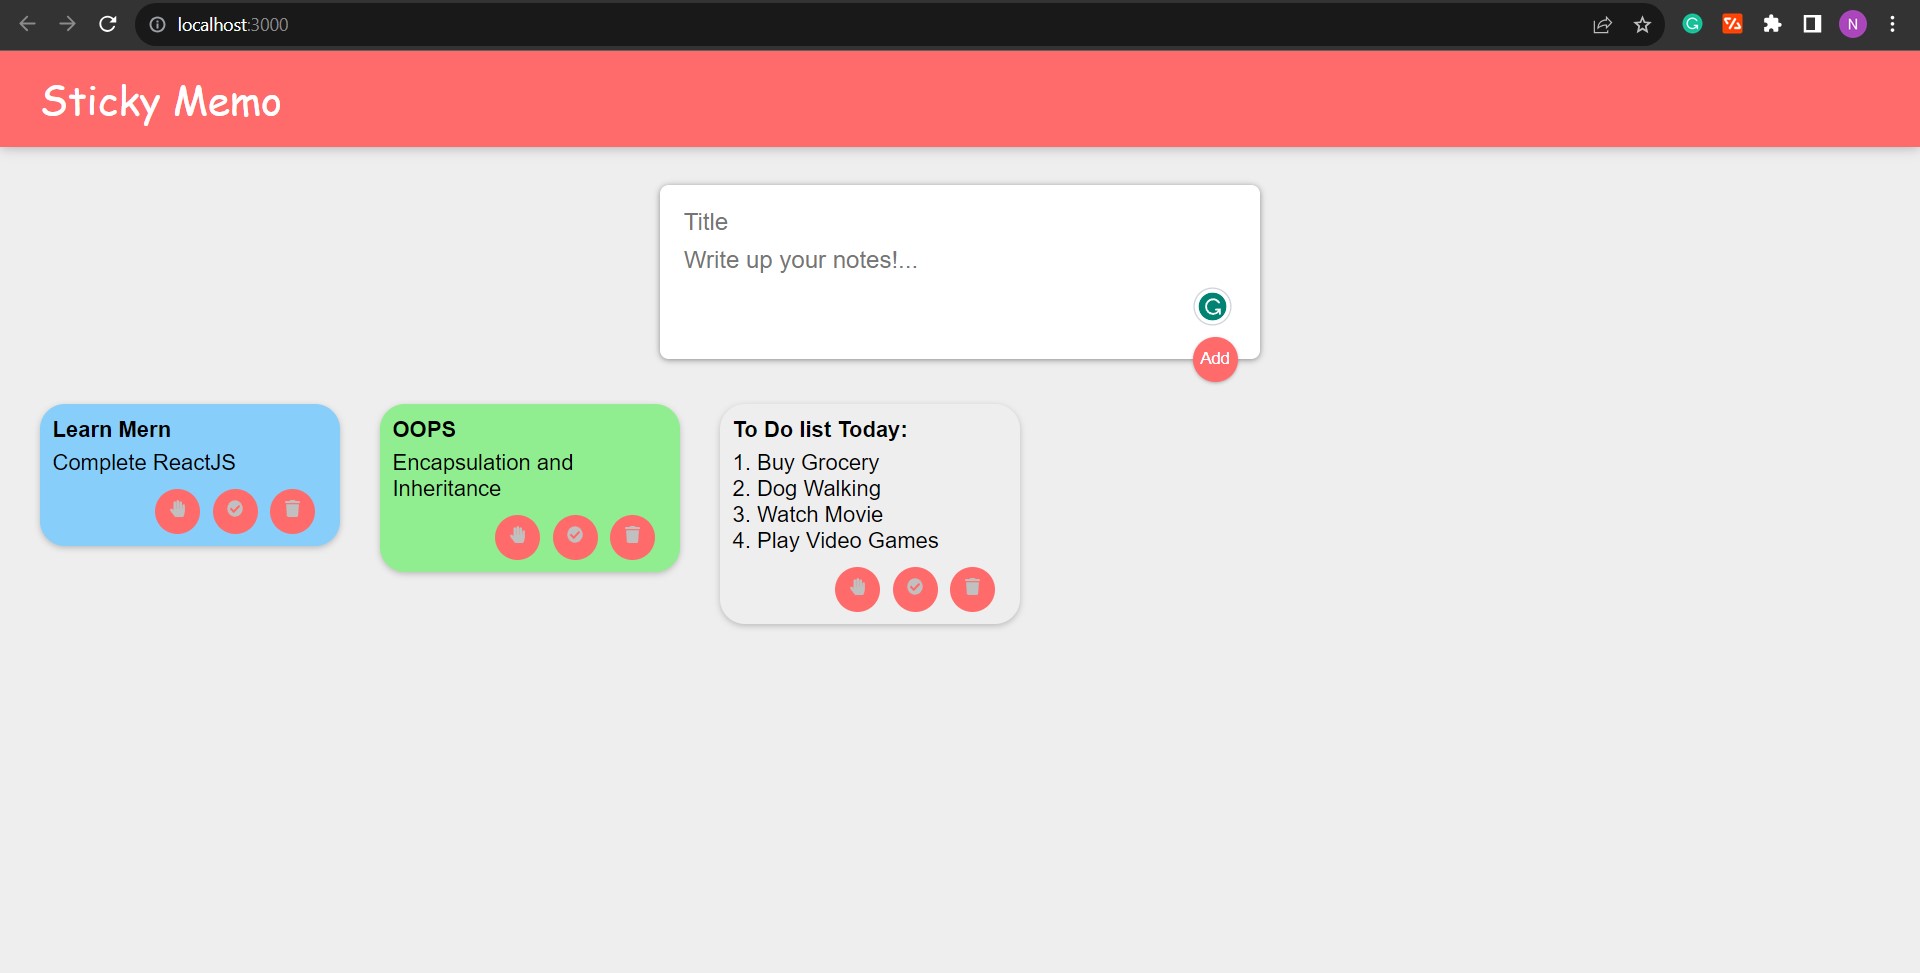 localhost:3000
N
Sticky Memo
Title
Write up your notes!...
Add
Learn Mern
Complete ReactJS
OOPS
Encapsulation and
Inheritance
To Do list Today:
1. Buy Grocery
2. Dog Walking
3. Watch Movie
4. Play Video Games